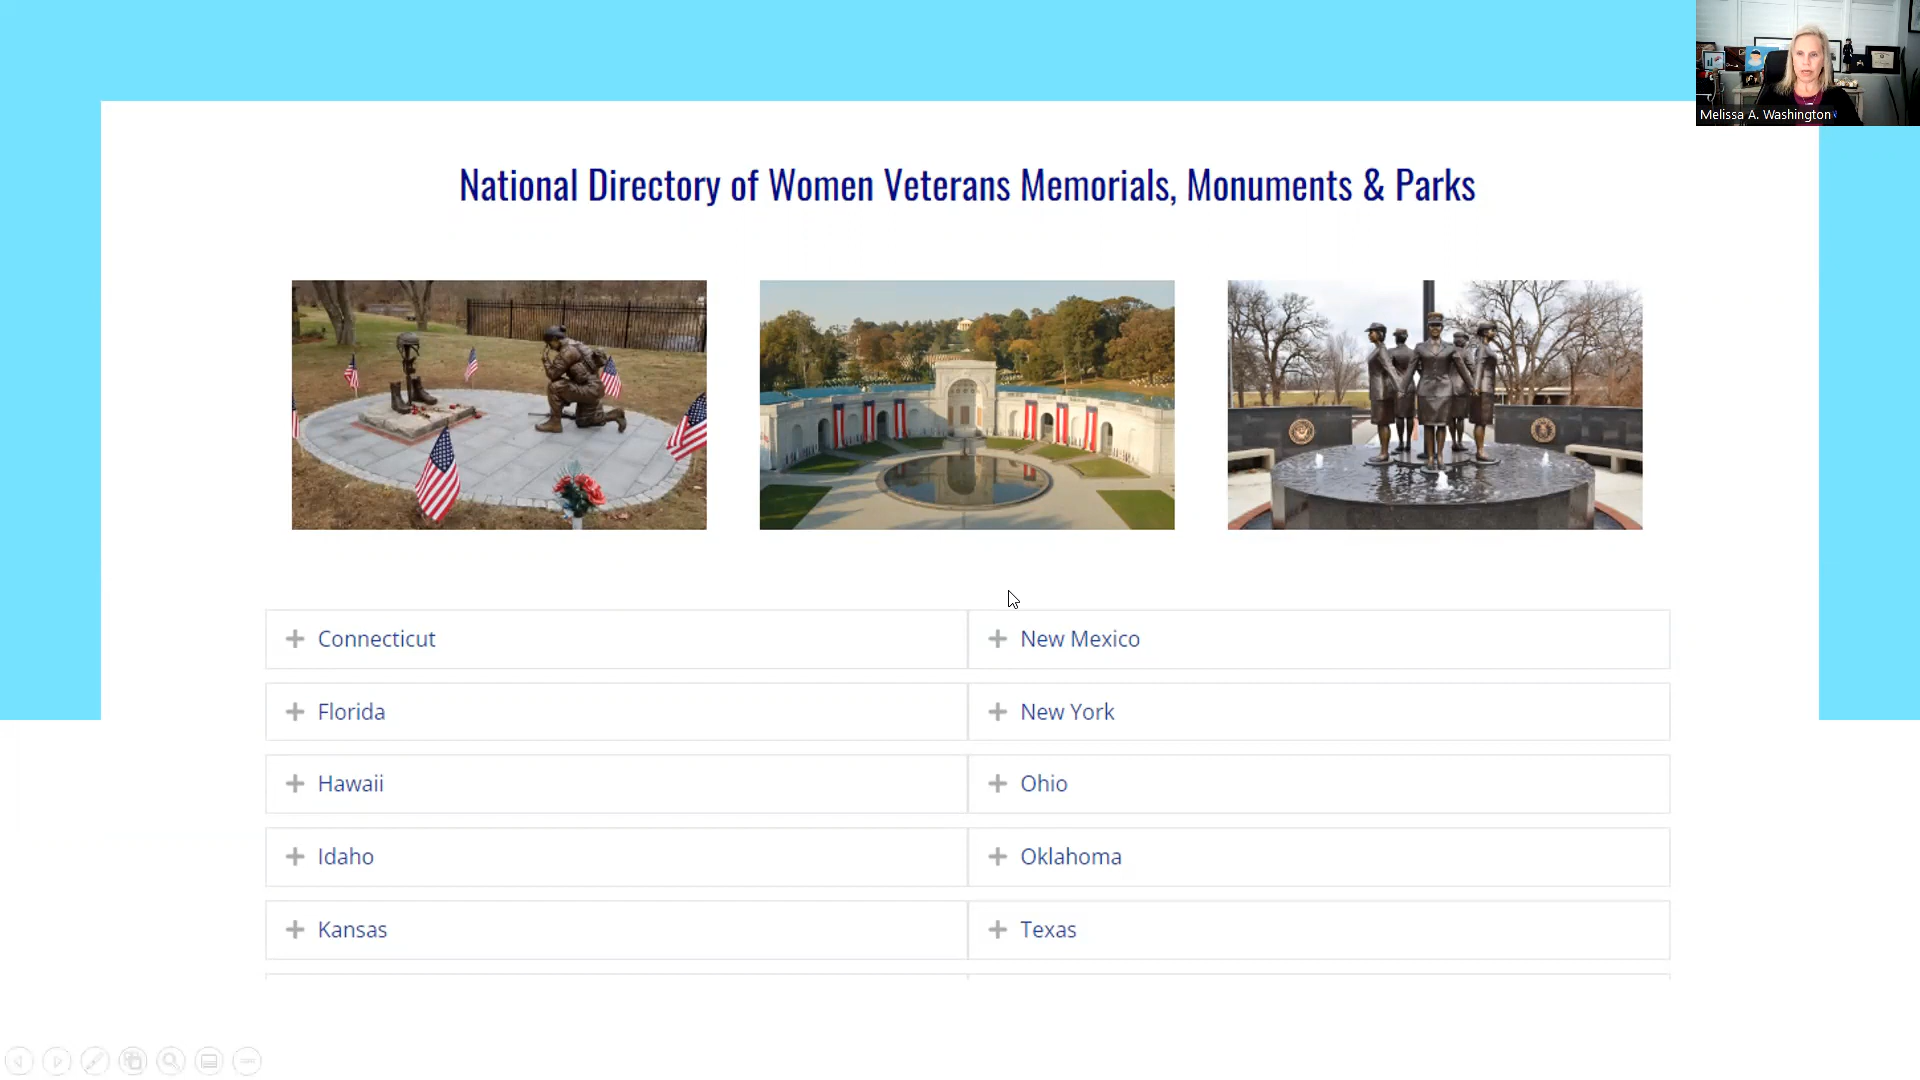 Melissa A. Washington
National Directory of Women Veterans Memorials, Monuments & Parks
Connecticut
New Mexico
Florida
New York
Hawaii
Ohio
Idaho
Oklahoma
Kansas
Texas